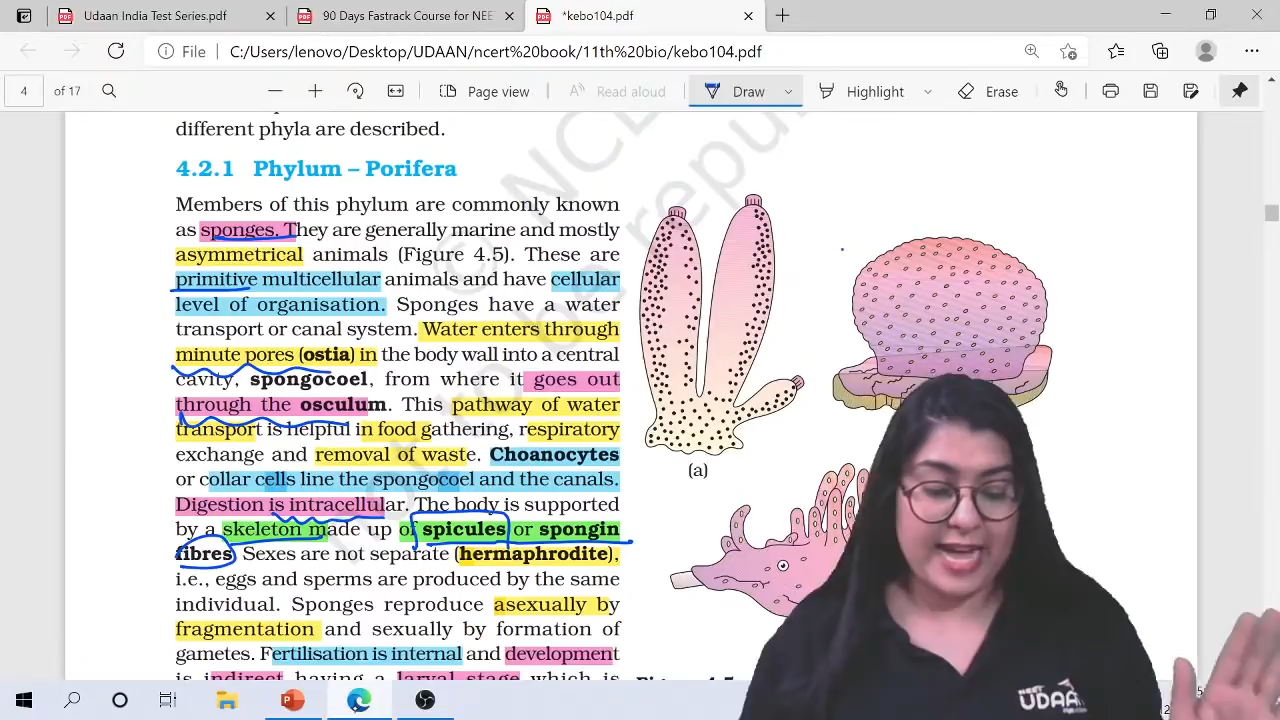 Udaan India Test Series.pdf
90 Days Fastrack Course for NEE
*kebo104.pdf
File
C:/Users/lenovo/Desktop/UDAAN/ncert%20book/11th%20bio/kebo104.pdf
4
of 17
Page view
Read aloud
Draw
Highlight
Erase
different phyla are described.
4.2.1 Phylum – Porifera
Members of this phylum are commonly known
as sponges. They are generally marine and mostly
asymmetrical animals (Figure 4.5). These are
primitive multicellular animals and have cellular
level of organisation. Sponges have a water
transport or canal system. Water enters through
minute pores (ostia) in the body wall into a central
cavity, spongocoel, from where it goes out
through the osculum. This pathway of water
transport is helpful in food gathering, respiratory
exchange and removal of waste. Choanocytes
or collar cells line the spongocoel and the canals.
Digestion is intracellular. The body is supported
by a skeleton made up of spicules or spongin
fibres. Sexes are not separate (hermaphrodite),
i.e., eggs and sperms are produced by the same
individual. Sponges reproduce asexually by
fragmentation and sexually by formation of
gametes. Fertilisation is internal and development
is indirect having a larval stage which is
(a)
NEET
UDAAN